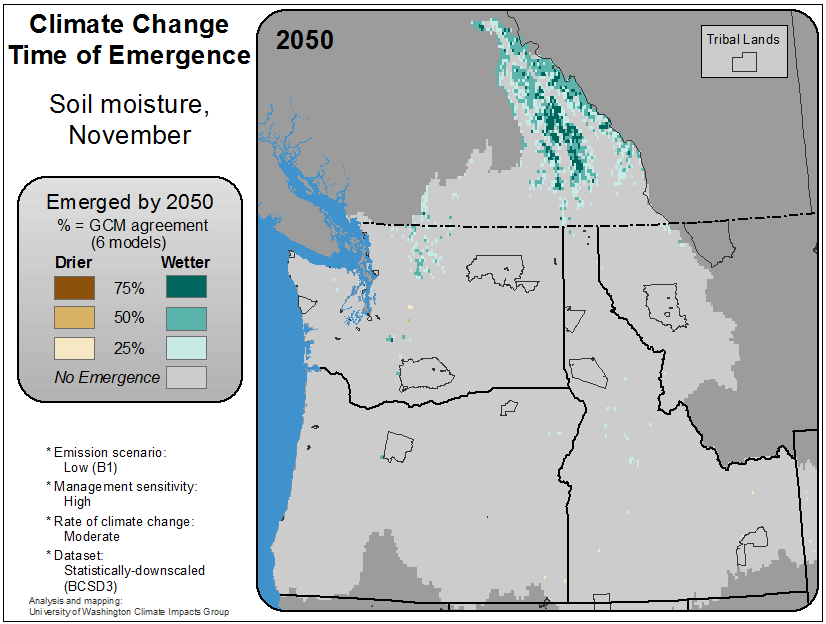 Climate Change
Time of Emergence
Soil moisture,
November
Emerged by 2050
% = GCM agreement
(6 models)
Drier Wetter
75%
50%
25%
No Emergence
* Emission scenario:
Low (B1)
* Management sensitivity:
High
* Rate of climate change:
Moderate
* Dataset:
Statistically-downscaled
(BCSD3)
Analysis and mapping:
University of Washington Climate Impacts Group
2050
Tribal Lands